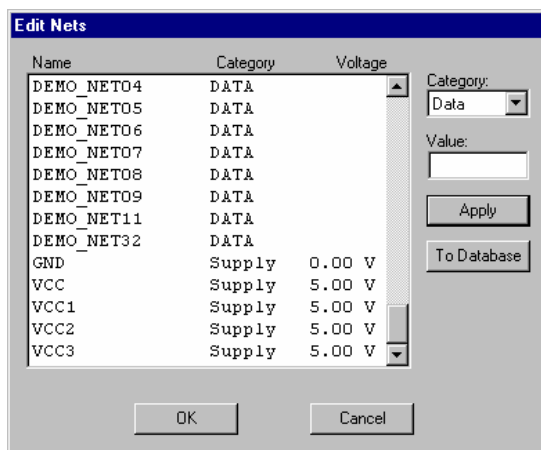 Edit Nets
Name Category Voltage
DEMO_NET04 DATA
DEMO_NET05 DATA
DEMO_NET06 DATA
DEMO_NET07 DATA
DEMO_NET08 DATA
DEMO_NET09 DATA
DEMO_NET11 DATA
DEMO_NET32 DATA
GND Supply 0.00 V
VCC Supply 5.00 V
VCC1 Supply 5.00 V
VCC2 Supply 5.00 V
VCC3 Supply 5.00 V
Category:
Data
Value:
Apply
To Database
OK Cancel